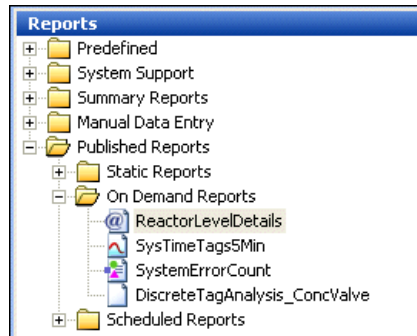 Reports
Predefined
System Support
Summary Reports
Manual Data Entry
Published Reports
Static Reports
On Demand Reports
ReactorLevelDetails
SysTimeTags5Min
SystemErrorCount
DiscreteTagAnalysis_ConcValve
Scheduled Reports